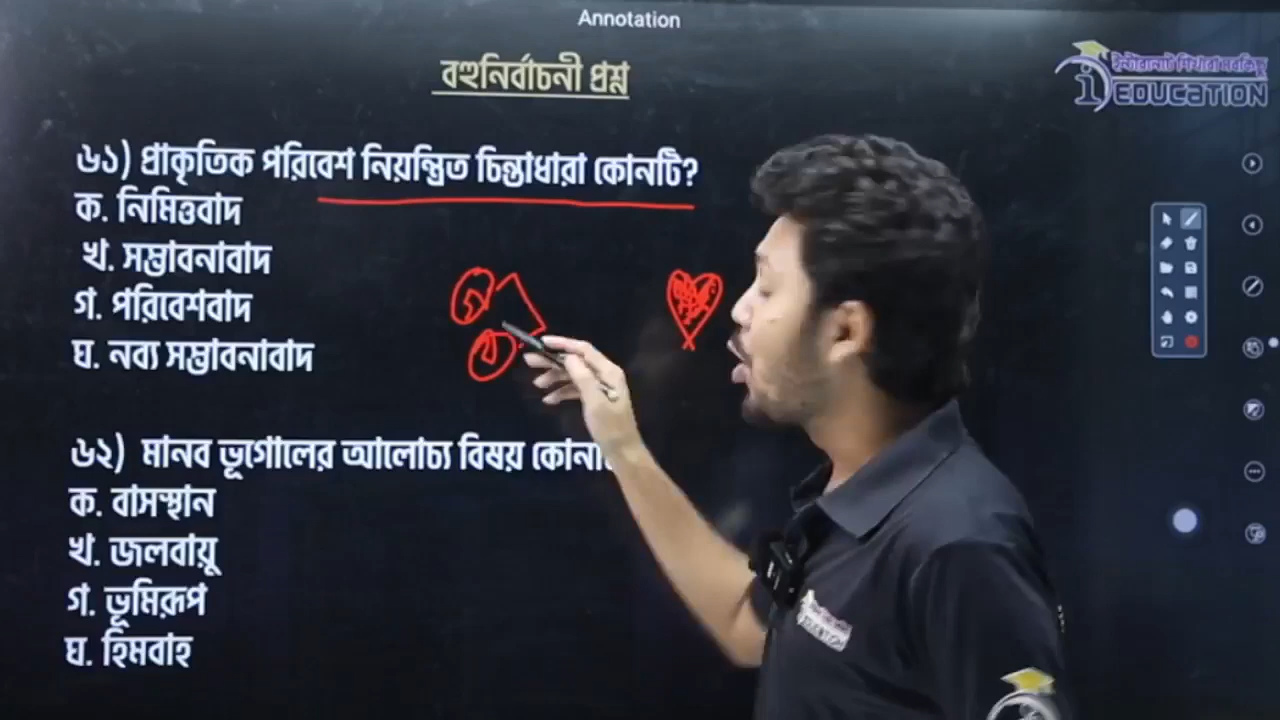 Annotation
বহুনির্বাচনী প্রশ্ন
EDUCATION
৬১) প্রাকৃতিক পরিবেশ নিয়ন্ত্রিত চিন্তাধারা কোনটি?
ক. নিমিত্তবাদ
খ. সম্ভাবনাবাদ
গ. পরিবেশবাদ
ঘ. নব্য সম্ভাবনাবাদ
গ
৬২) মানব ভূগোলের আলোচ্য বিষয়
ক. বাসস্থান
খ. জলবায়ু
গ. ভূমিরূপ
ঘ. হিমবাহ